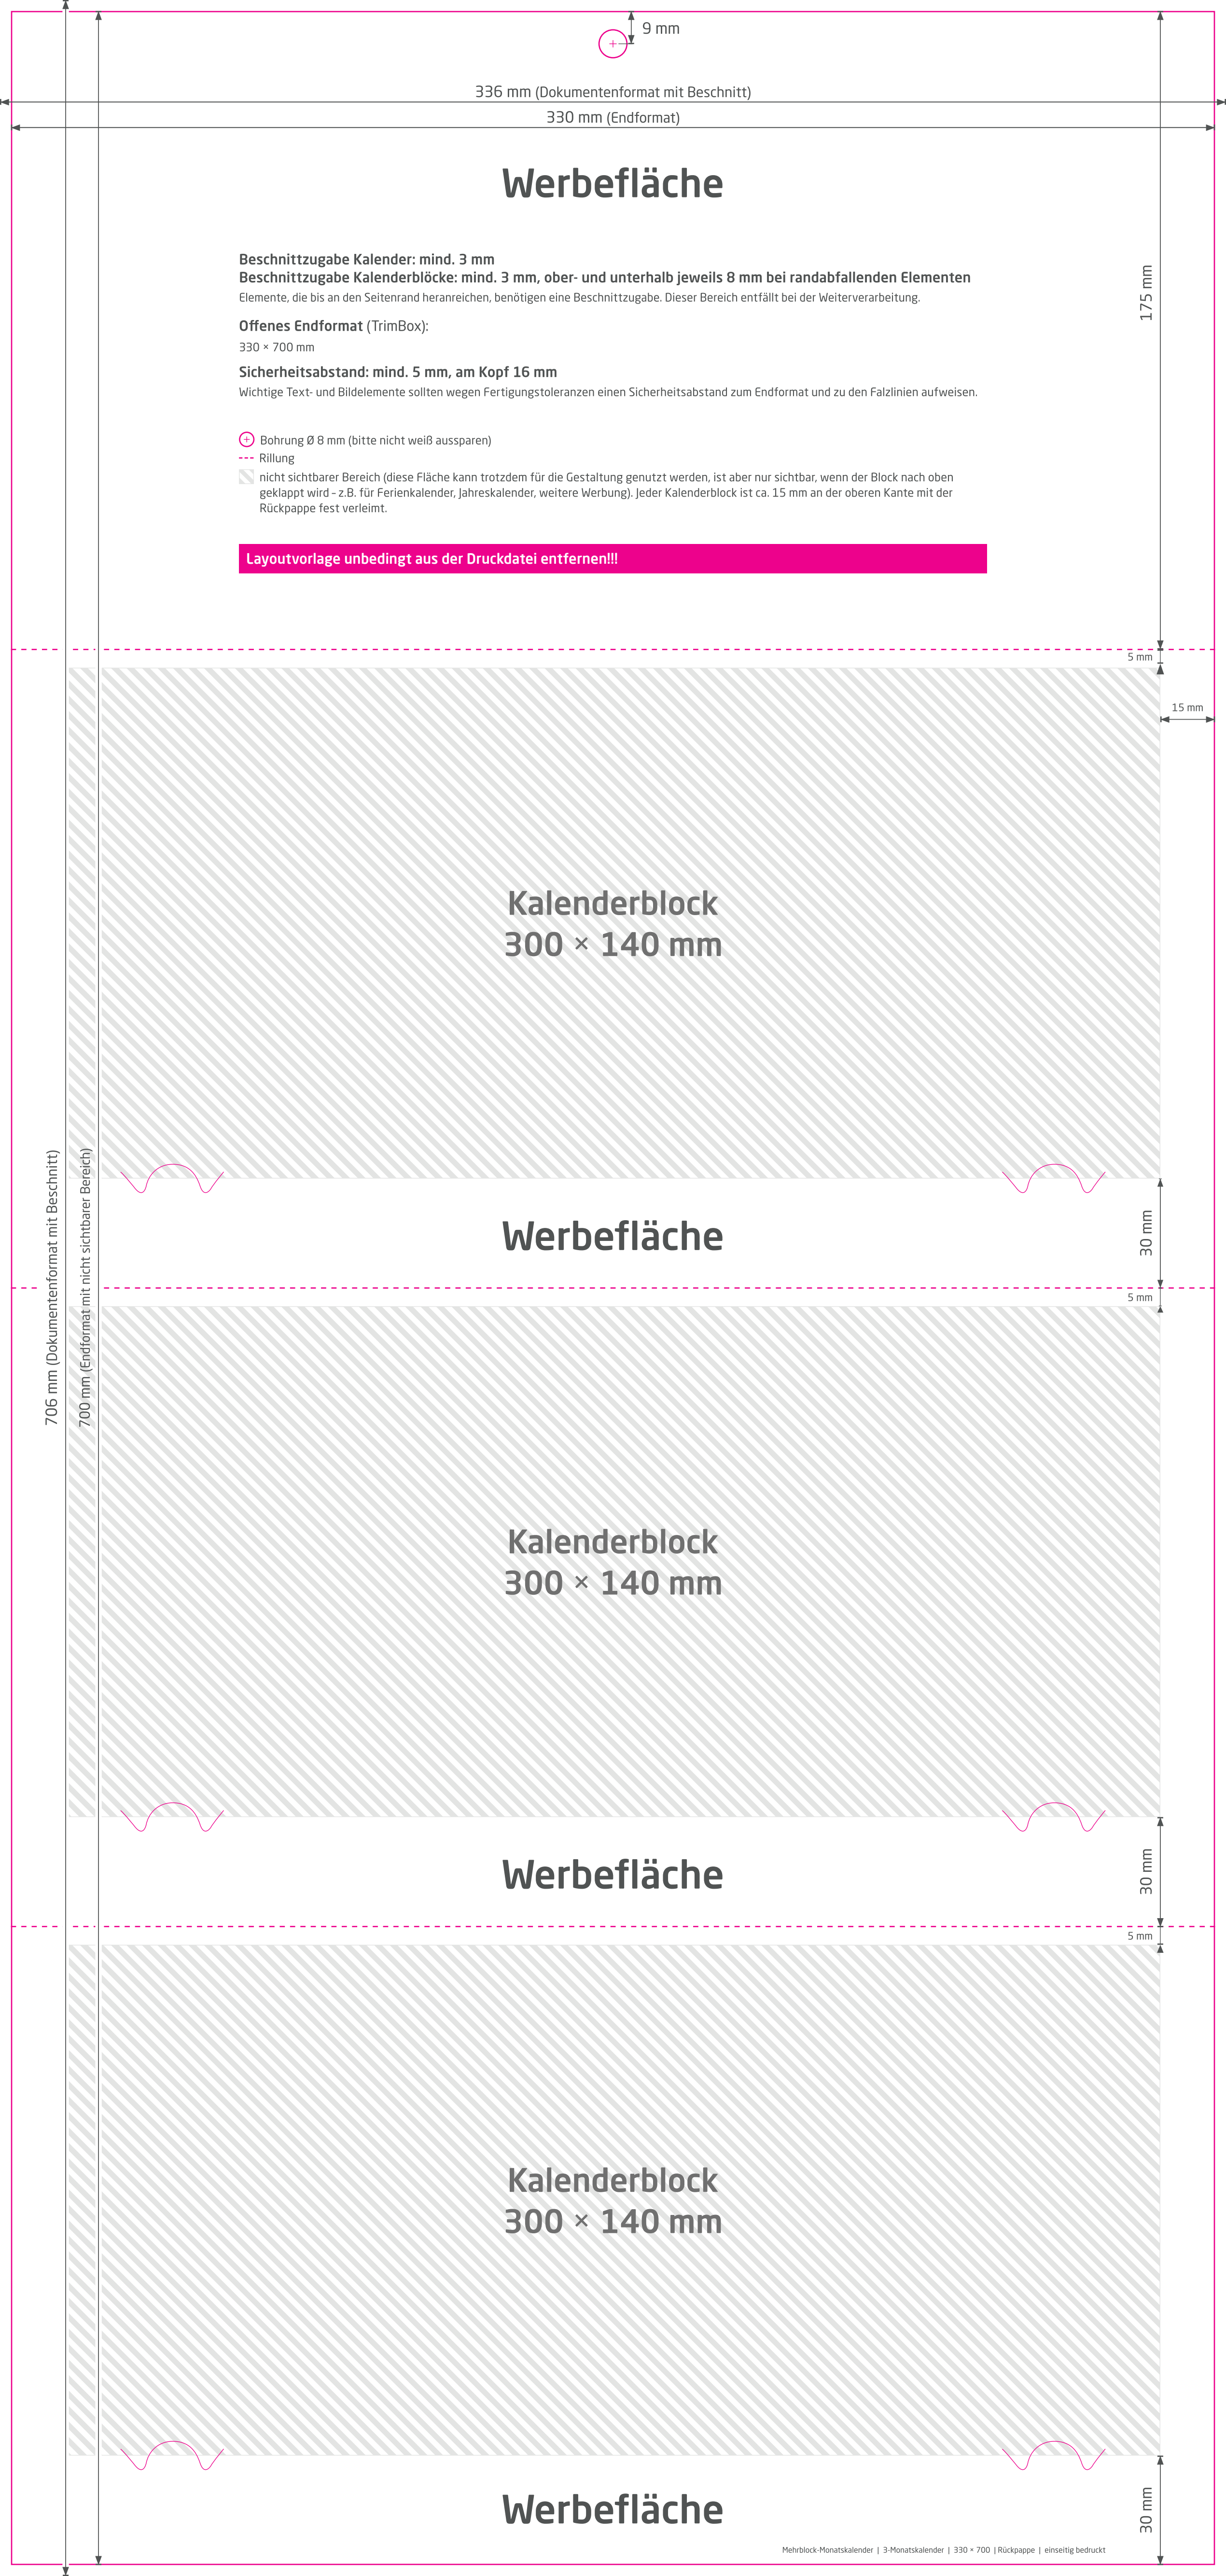 9 mm
336 mm (Dokumentenformat mit Beschnitt)
330 mm (Endformat)
Werbefläche
Beschnittzugabe Kalender: mind. 3 mm
Beschnittzugabe Kalenderblöcke: mind. 3 mm, ober- und unterhalb jeweils 8 mm bei randabfallenden Elementen
Elemente, die bis an den Seitenrand heranreichen, benötigen eine Beschnittzugabe. Dieser Bereich entfällt bei der Weiterverarbeitung.
175 mm
Offenes Endformat (TrimBox):
330 × 700 mm
Sicherheitsabstand: mind. 5 mm, am Kopf 16 mm
Wichtige Text- und Bildelemente sollten wegen Fertigungstoleranzen einen Sicherheitsabstand zum Endformat und zu den Falzlinien aufweisen.
Bohrung Ø 8 mm (bitte nicht weiß aussparen)
Rillung
nicht sichtbarer Bereich (diese Fläche kann trotzdem für die Gestaltung genutzt werden, ist aber nur sichtbar, wenn der Block nach oben
geklappt wird – z.B. für Ferienkalender, Jahreskalender, weitere Werbung). Jeder Kalenderblock ist ca. 15 mm an der oberen Kante mit der
Rückpappe fest verleimt.
Layoutvorlage unbedingt aus der Druckdatei entfernen!!!
5 mm
15 mm
Kalenderblock
300 × 140 mm
706 mm (Dokumentenformat mit Beschnitt)
700 mm (Endformat mit nicht sichtbarer Bereich)
Werbefläche
30 mm
5 mm
Kalenderblock
300 × 140 mm
Werbefläche
30 mm
5 mm
Kalenderblock
300 × 140 mm
Werbefläche
30 mm
Mehrblock-Monatskalender | 3-Monatskalender | 330 × 700 | Rückpappe | einseitig bedruckt